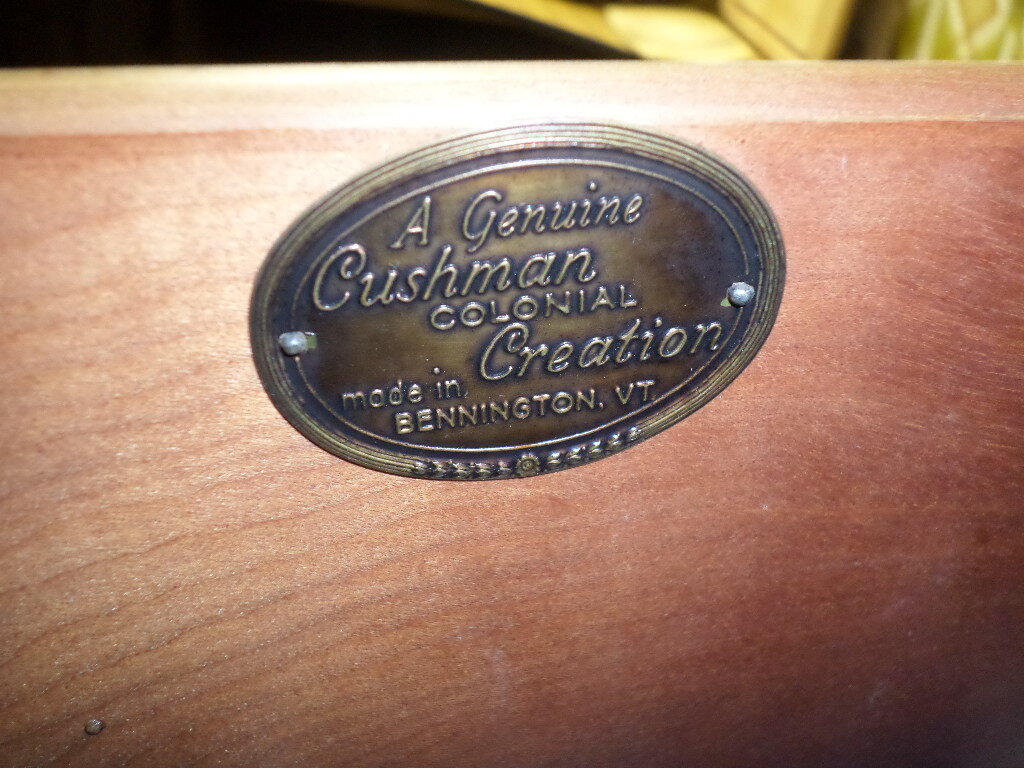 A Genuine
Cushman
COLONIAL
Creation
made in
BENNINGTON, VT.